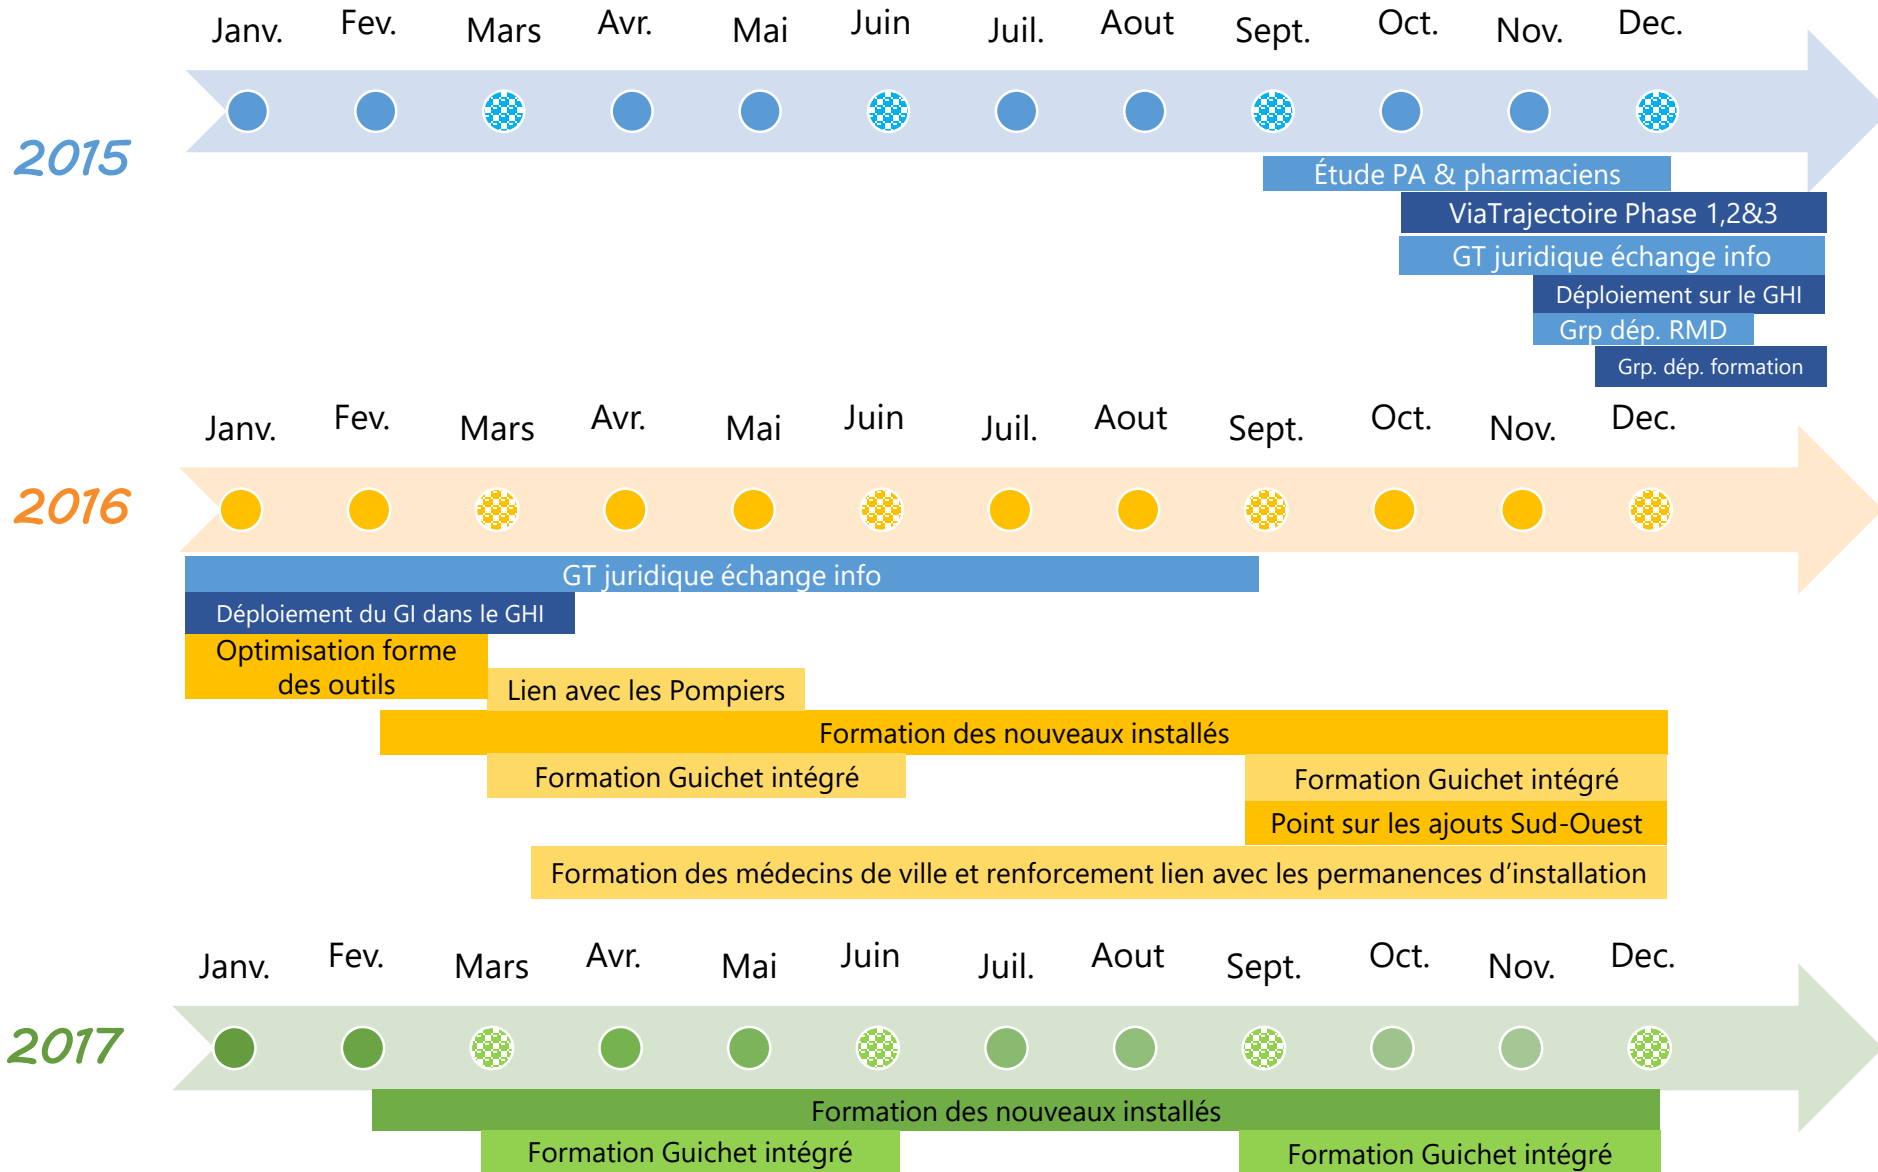 Janv. Fev. Mars Avr. Mai Juin Juil. Aout Sept. Oct. Nov. Dec.
2015
Étude PA & pharmaciens
ViaTrajectoire Phase 1,2&3
GT juridique échange info
Déploiement sur le GHI
Grp dép. RMD
Grp. dép. formation
Janv. Fev. Mars Avr. Mai Juin Juil. Aout Sept. Oct. Nov. Dec.
2016
GT juridique échange info
Déploiement du GI dans le GHI
Optimisation forme
des outils
Lien avec les Pompiers
Formation des nouveaux installés
Formation Guichet intégré Formation Guichet intégré
Point sur les ajouts Sud-Ouest
Formation des médecins de ville et renforcement lien avec les permanences d'installation
Janv. Fev. Mars Avr. Mai Juin Juil. Aout Sept. Oct. Nov. Dec.
2017
Formation des nouveaux installés
Formation Guichet intégré Formation Guichet intégré